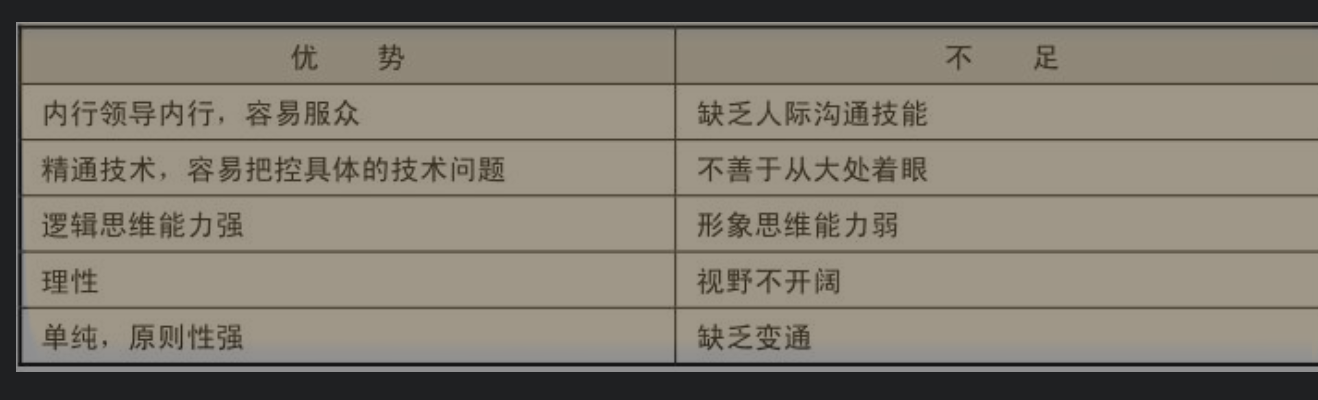 优 势 不 足
内行领导内行，容易服众 缺乏人际沟通技能
精通技术，容易把控具体的技术问题 不善于从大处着眼
逻辑思维能力强 形象思维能力弱
理性 视野不开阔
单纯，原则性强 缺乏变通